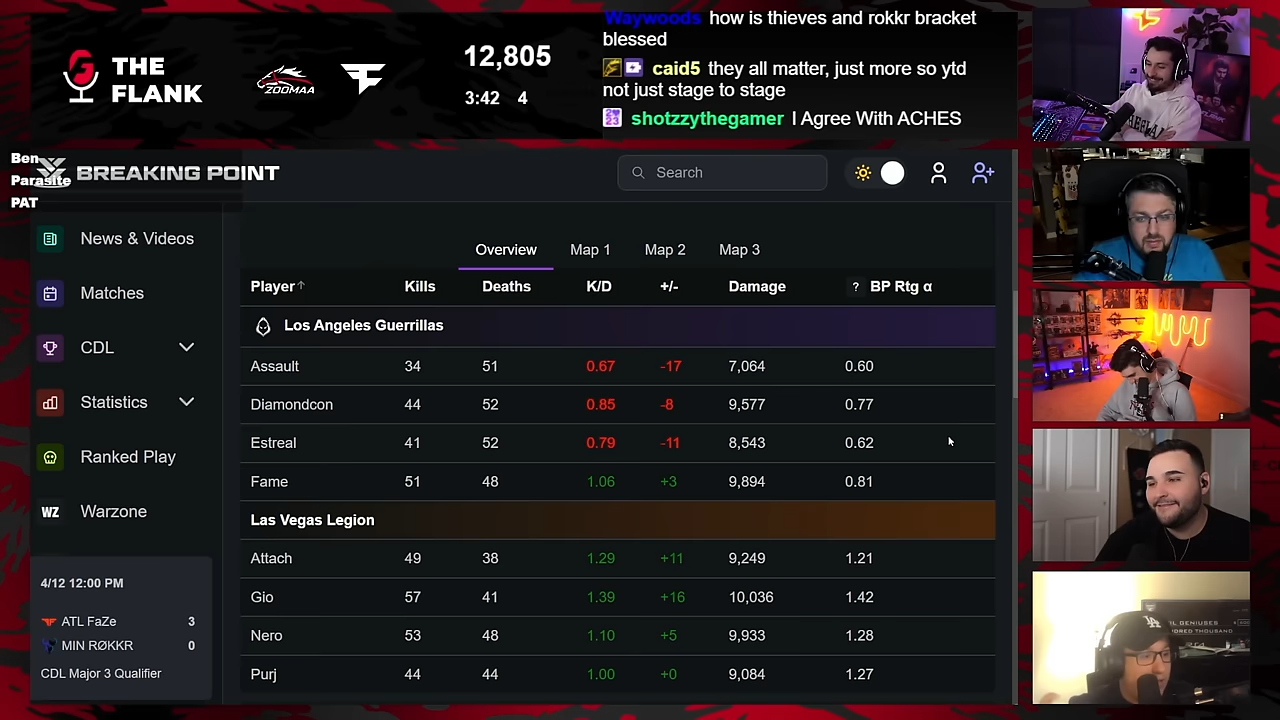 THE
FLANK
ZOOMAA
12,805
3:42 4
Waywoods how is thieves and rokkr bracket
blessed
caid5 they all matter, just more so ytd
not just stage to stage
shotzzythegamer I Agree With ACHES
Ben
Parasite
PAT
BREAKING POINT
Search
News & Videos
Matches
CDL
Statistics
Ranked Play
WZ Warzone
4/12 12:00 PM
ATL FaZe 3
MIN RØKKR 0
CDL Major 3 Qualifier
Overview Map 1 Map 2 Map 3
Player↑ Kills Deaths K/D +/- Damage ? BP Rtg α
Los Angeles Guerrillas
Assault 34 51 0.67 -17 7,064 0.60
Diamondcon 44 52 0.85 -8 9,577 0.77
Estreal 41 52 0.79 -11 8,543 0.62
Fame 51 48 1.06 +3 9,894 0.81
Las Vegas Legion
Attach 49 38 1.29 +11 9,249 1.21
Gio 57 41 1.39 +16 10,036 1.42
Nero 53 48 1.10 +5 9,933 1.28
Purj 44 44 1.00 +0 9,084 1.27